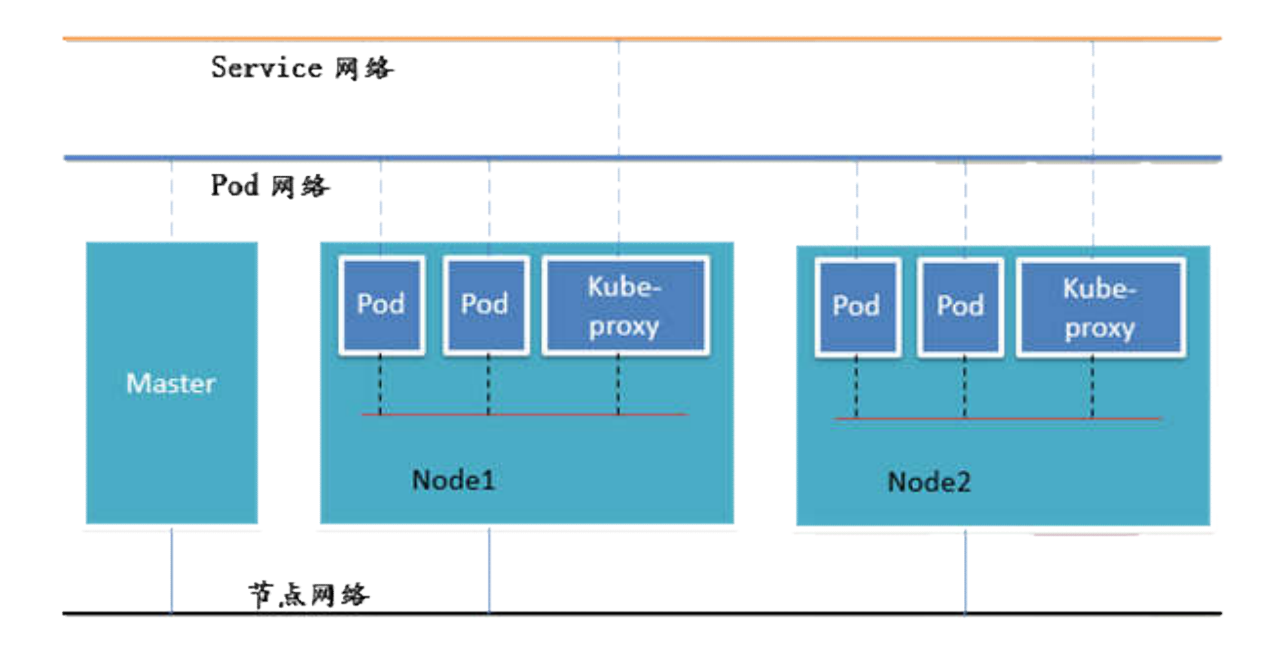 Service 网络
Pod 网络
Master
Pod
Pod
Kube-
proxy
Node1
Pod
Pod
Kube-
proxy
Node2
节点网络